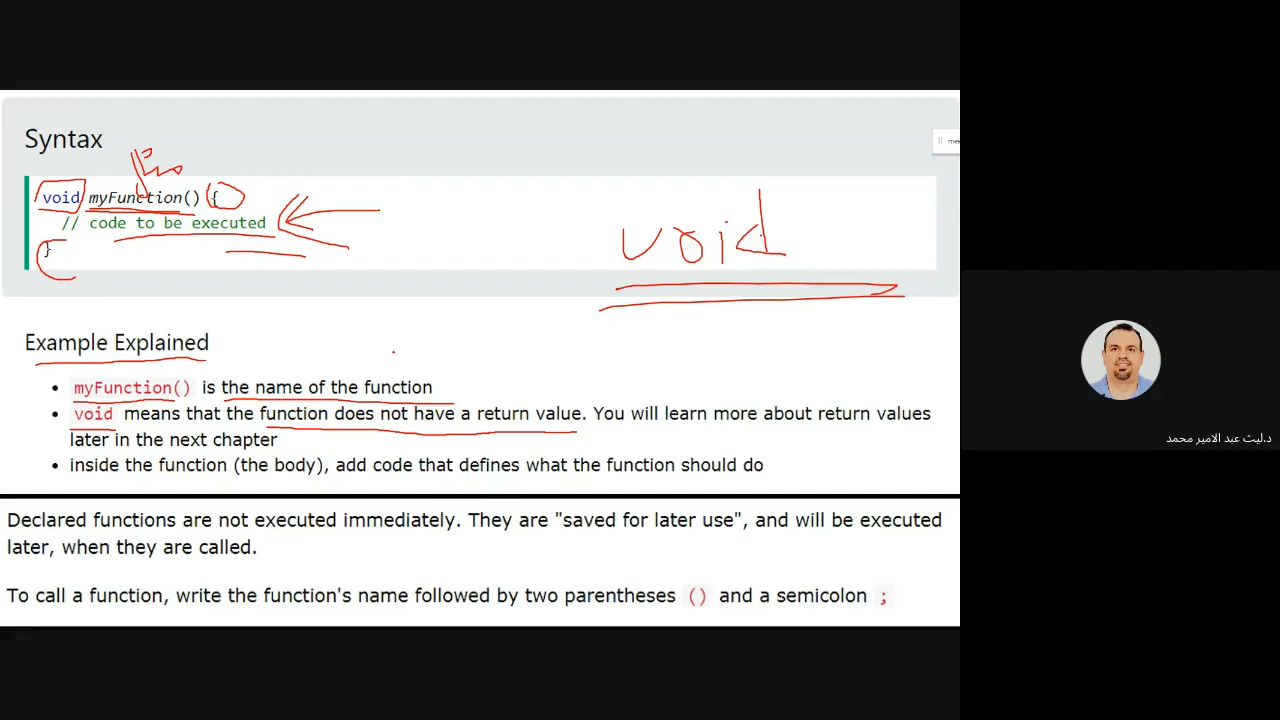 Syntax
void myFunction() {
// code to be executed
}
void
Example Explained
myFunction() is the name of the function
void means that the function does not have a return value. You will learn more about return values
later in the next chapter
inside the function (the body), add code that defines what the function should do
Declared functions are not executed immediately. They are "saved for later use", and will be executed
later, when they are called.
To call a function, write the function's name followed by two parentheses () and a semicolon ;
د.ليث عبد الامير محمد